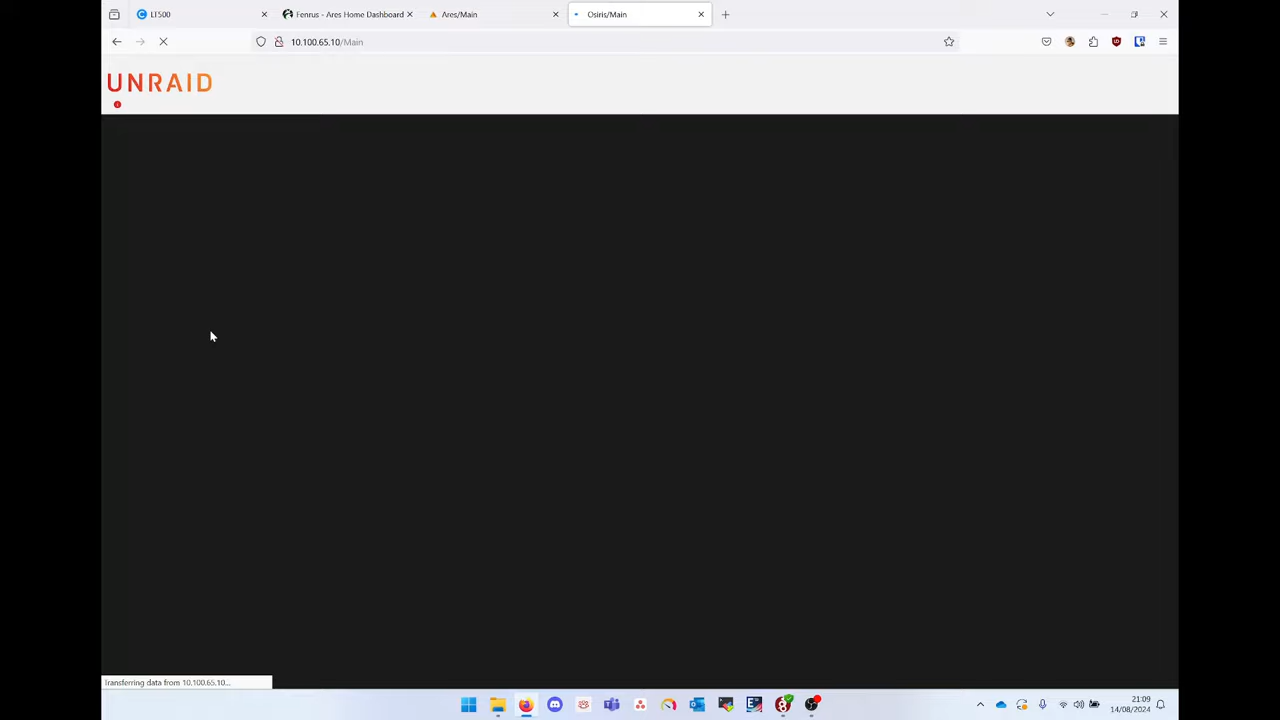 LT500
Fenrus - Ares Home Dashboard
Ares/Main
Osiris/Main
10.100.65.10/Main
UNRAID
Transferring data from 10.100.65.10...
21:09
14/08/2024